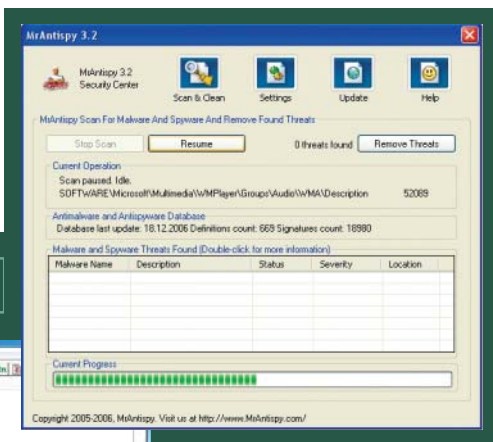 MrAntispy 3.2
MrAntispy 3.2
Security Center
Scan & Clean
Settings
Update
Help
MrAntispy Scan For Malware And Spyware And Remove Found Threats
Stop Scan
Resume
0 threats found
Remove Threats
Current Operation
Scan paused. Idle.
SOFTWARE\Microsoft\Multimedia\WMPlayer\Groups\Audio\WMA\Description 52089
Antimalware and Antispyware Database
Database last update: 18.12.2006 Definitions count: 669 Signatures count: 18980
Malware and Spyware Threats Found (Double-click for more information)
Malware Name Description Status Severity Location
Current Progress
Copyright 2005-2006, MrAntispy. Visit us at http://www.MrAntispy.com/